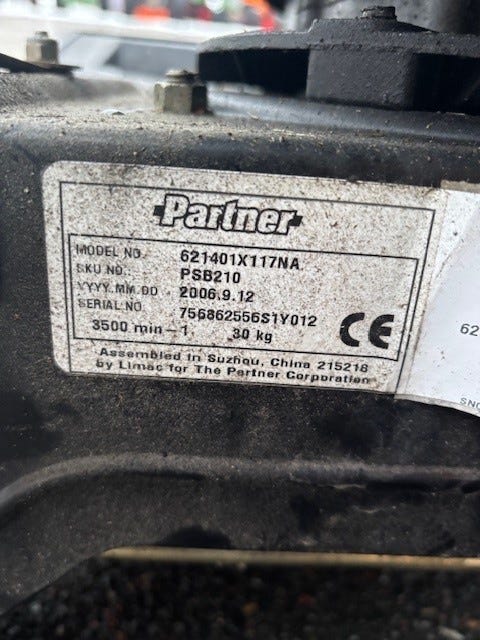 Partner
MODEL NO. 621401X117NA
SKU NO.: PSB210
YYYY.MM.DD 2006.9.12
SERIAL NO. 756862556S1Y012
3500 min-1 30 kg
CE
Assembled in Suzhou, China 215216
by Limac for The Partner Corporation
62
SNO